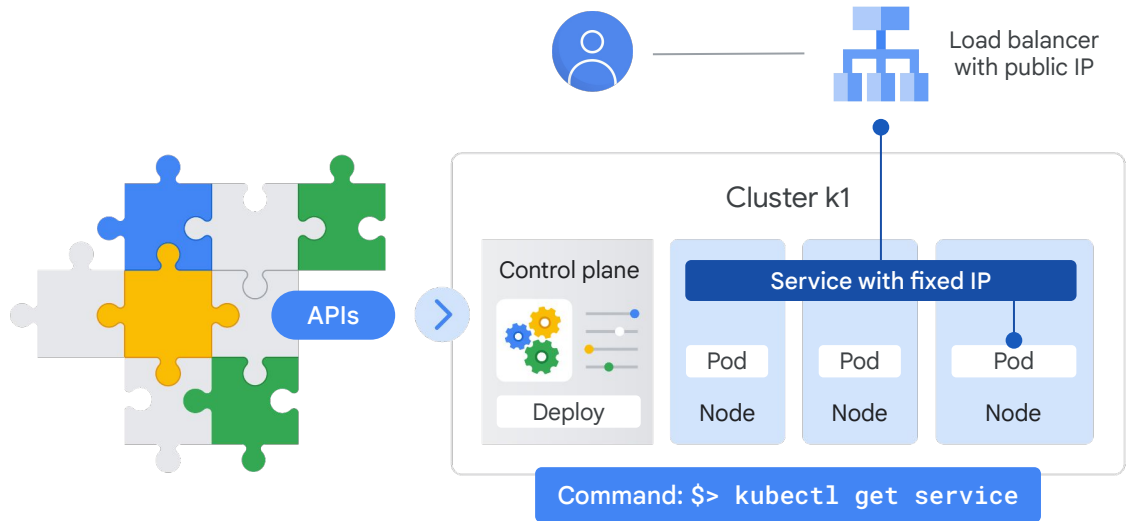 Load balancer
with public IP
Cluster k1
Control plane
Service with fixed IP
APIs
Pod
Pod
Pod
Deploy
Node
Node
Node
Command: $> kubectl get service